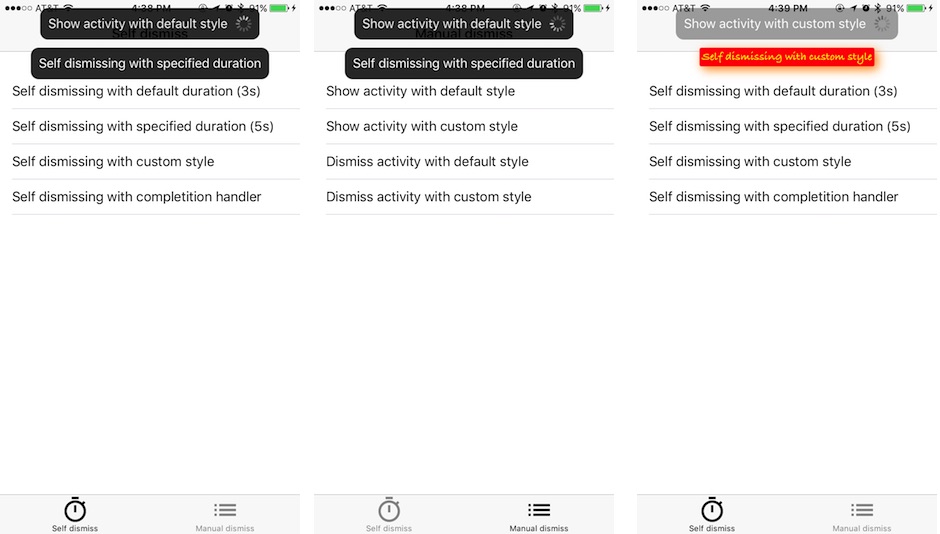 AT&T 4:38 PM 91%
Show activity with default style
Self dismiss
Self dismissing with specified duration
Self dismissing with default duration (3s)
Self dismissing with specified duration (5s)
Self dismissing with custom style
Self dismissing with completition handler
Self dismiss
Manual dismiss
AT&T 4:38 PM 91%
Show activity with default style
Manual dismiss
Self dismissing with specified duration
Show activity with default style
Show activity with custom style
Dismiss activity with default style
Dismiss activity with custom style
Self dismiss
Manual dismiss
AT&T 4:39 PM 91%
Show activity with custom style
Self dismissing with custom style
Self dismissing with default duration (3s)
Self dismissing with specified duration (5s)
Self dismissing with custom style
Self dismissing with completition handler
Self dismiss
Manual dismiss